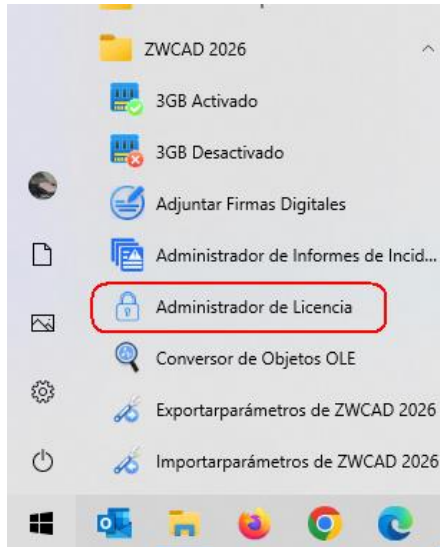 ZWCAD 2026
3GB Activado
3GB Desactivado
Adjuntar Firmas Digitales
Administrador de Informes de Incid...
Administrador de Licencia
Conversor de Objetos OLE
Exportarparámetros de ZWCAD 2026
Importarparámetros de ZWCAD 2026